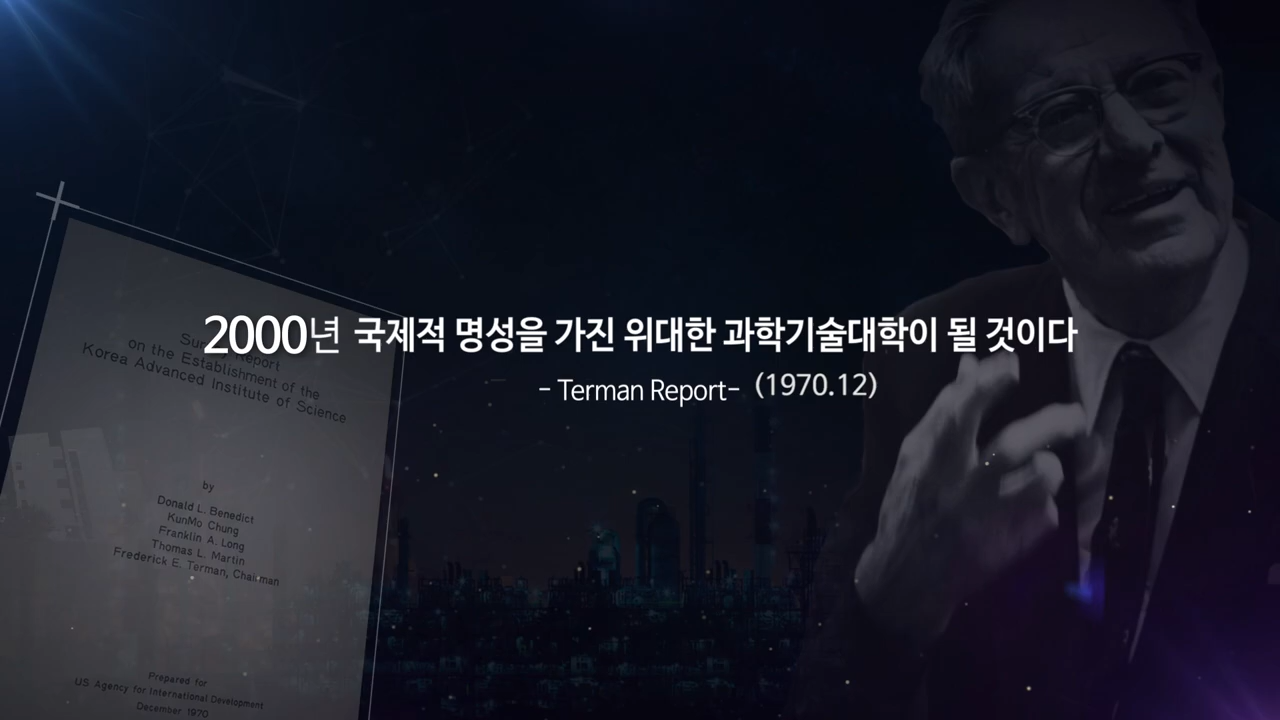 2000년 국제적 명성을 가진 위대한 과학기술대학이 될 것이다
- Terman Report- (1970.12)
Survey Report
on the Establishment of the
Korea Advanced Institute of Science
by
Donald L. Benedict
KunMo Chung
Franklin A. Long
Thomas L. Martin
Frederick E. Terman, Chairman
Prepared for
US Agency for International Development
December 1970